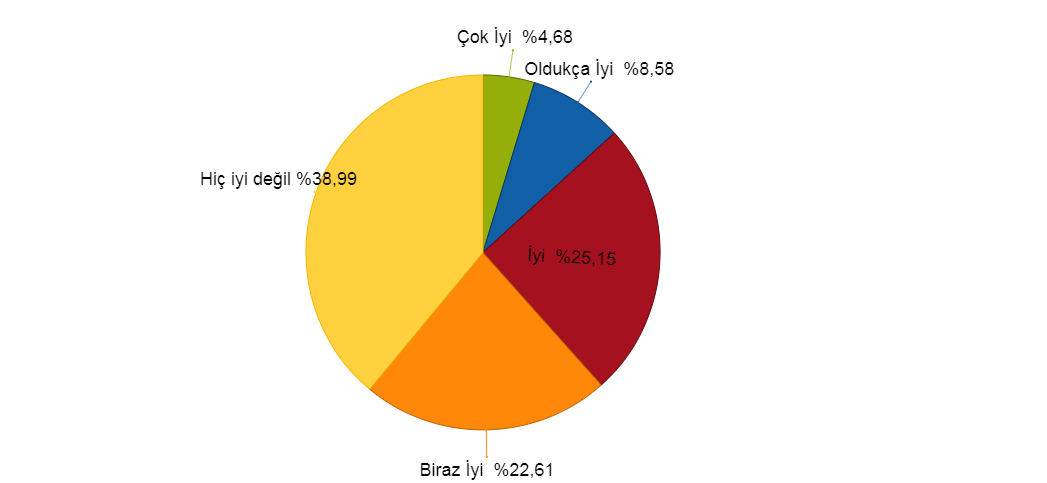 Çok İyi %4,68
Oldukça İyi %8,58
Hiç iyi değil %38,99
İyi %25,15
Biraz İyi %22,61